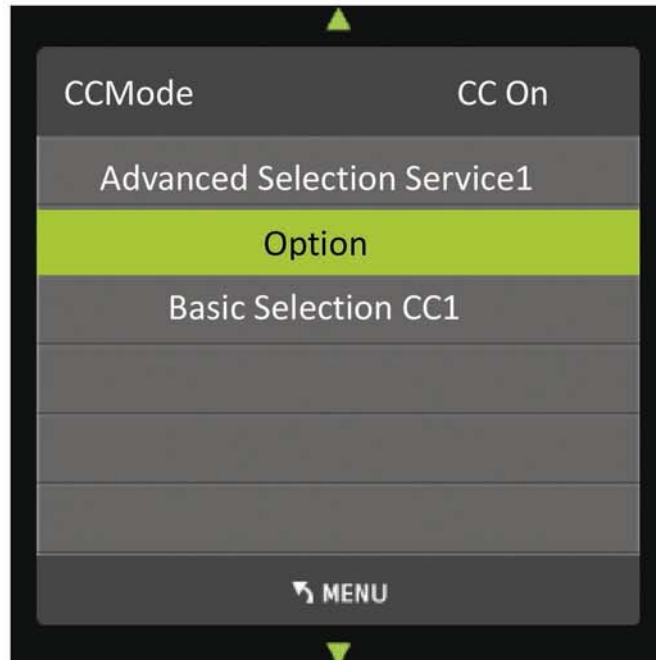 CCMode CC On
Advanced Selection Service1
Option
Basic Selection CC1
MENU